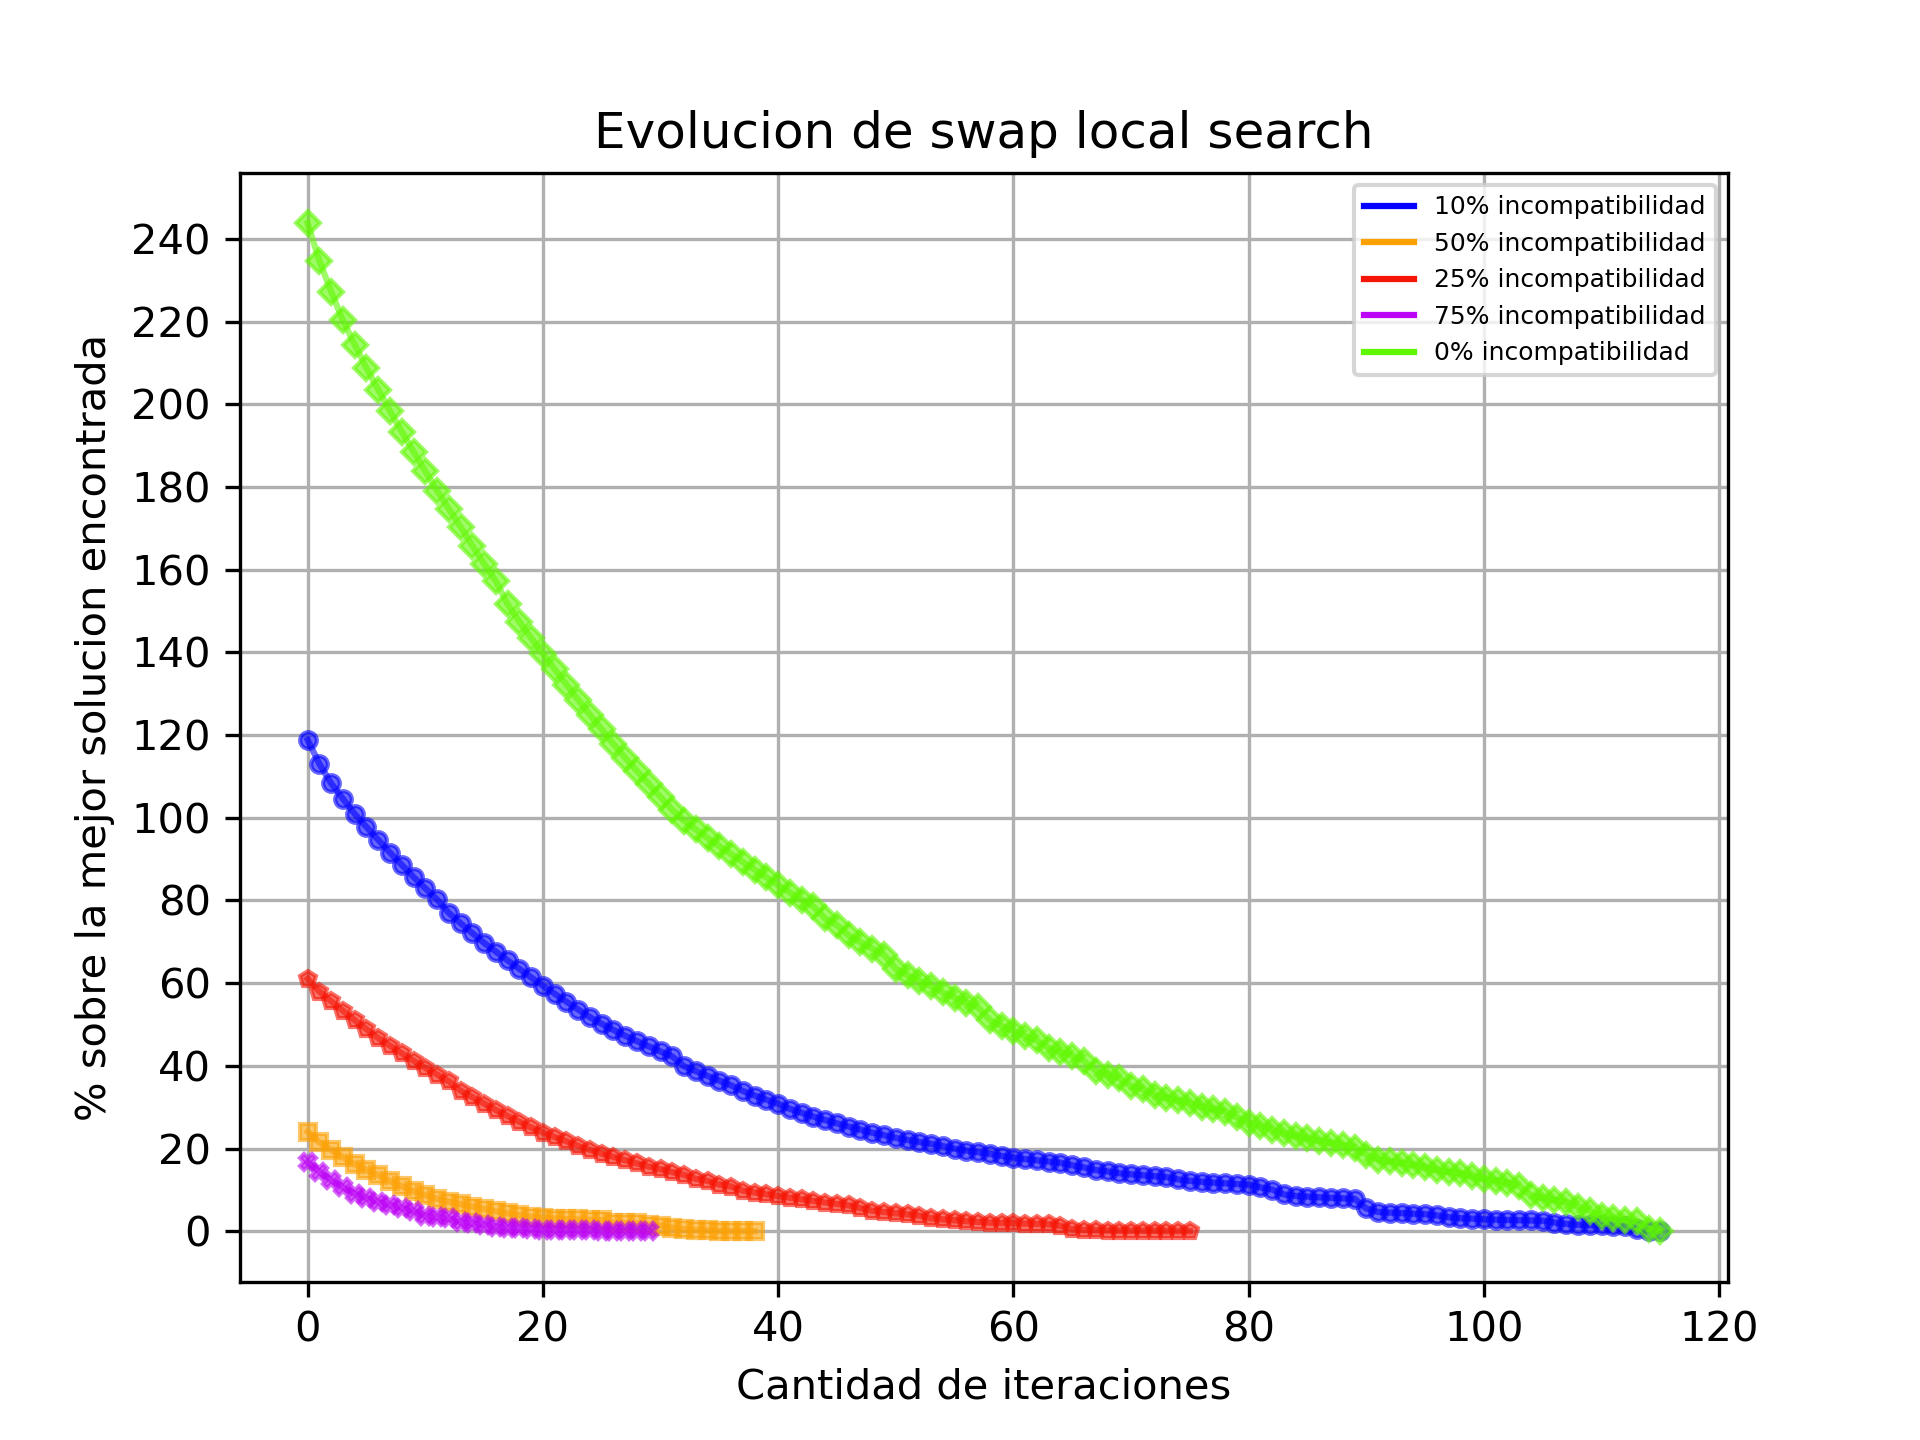 Evolucion de swap local search
10% incompatibilidad
50% incompatibilidad
25% incompatibilidad
75% incompatibilidad
0% incompatibilidad
% sobre la mejor solucion encontrada
240
220
200
180
160
140
120
100
80
60
40
20
0
0 20 40 60 80 100 120
Cantidad de iteraciones